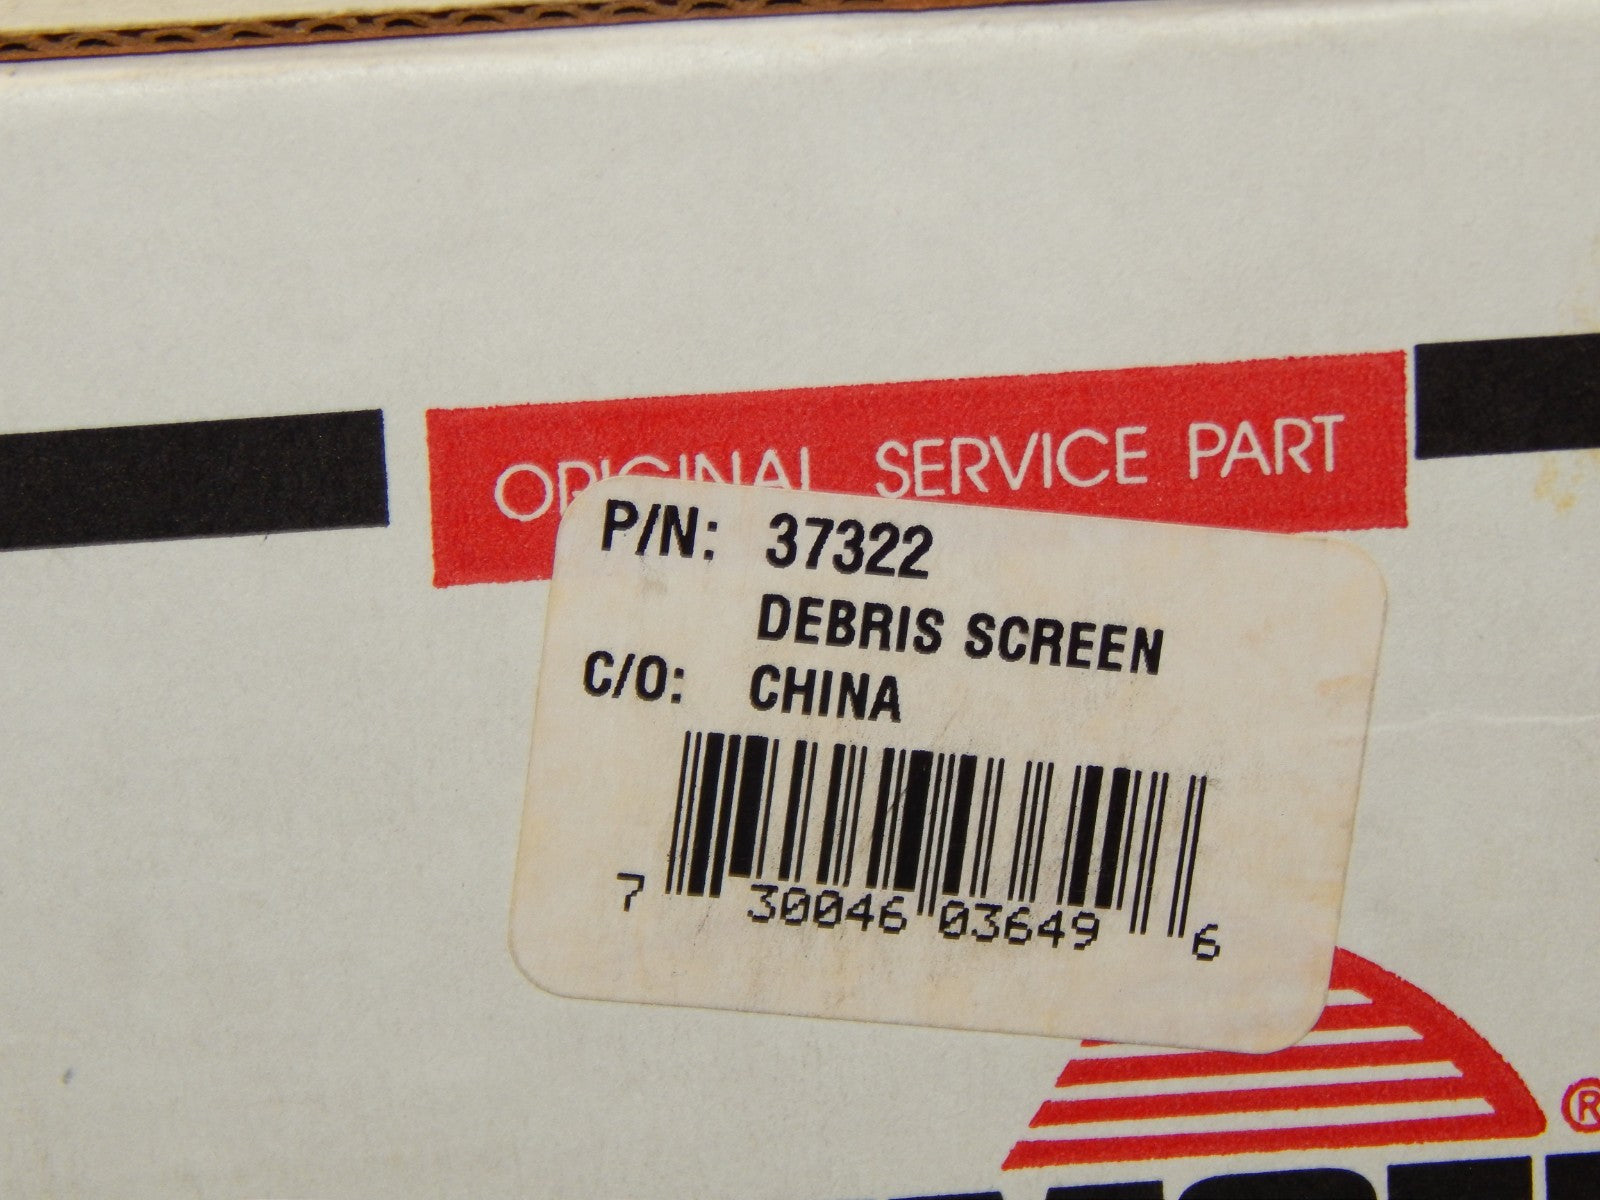 ORIGINAL SERVICE PART
P/N: 37322
DEBRIS SCREEN
C/O: CHINA
7 30046 03649 6
®